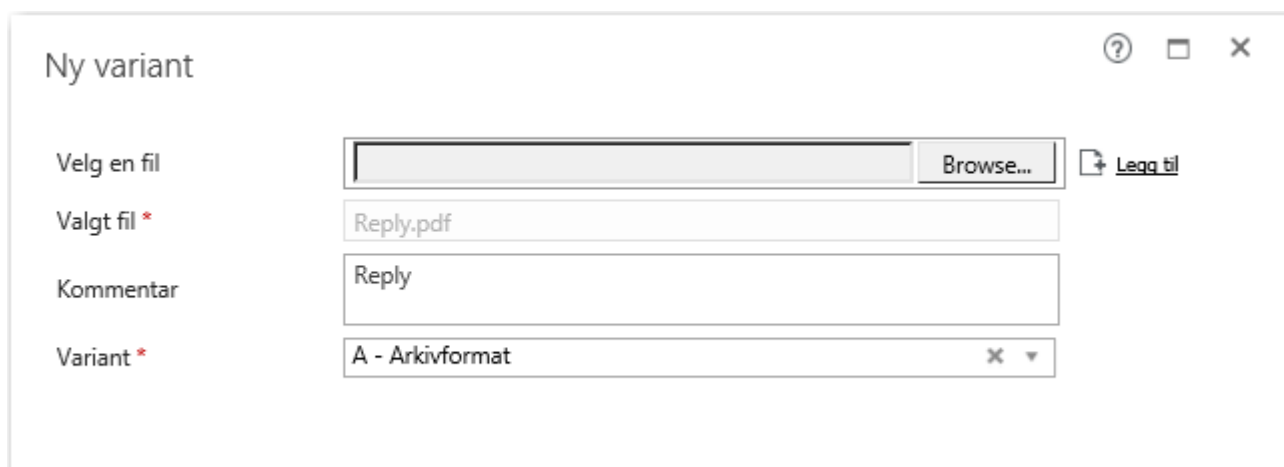 Ny variant
Velg en fil Browse... Legg til
Valgt fil * Reply.pdf
Kommentar Reply
Variant * A - Arkivformat